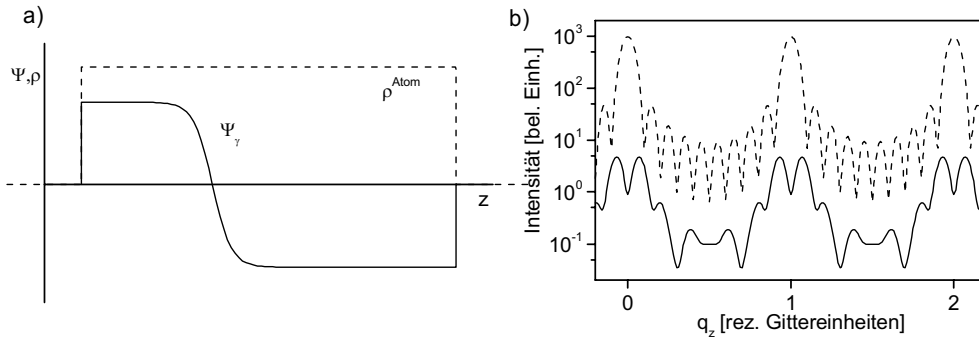 a)
Ψ,ρ
ρ^Atom
Ψ_γ
z
b)
Intensität [bel. Einh.]
10^3
10^2
10^1
10^0
10^-1
0 1 2
q_z [rez. Gittereinheiten]